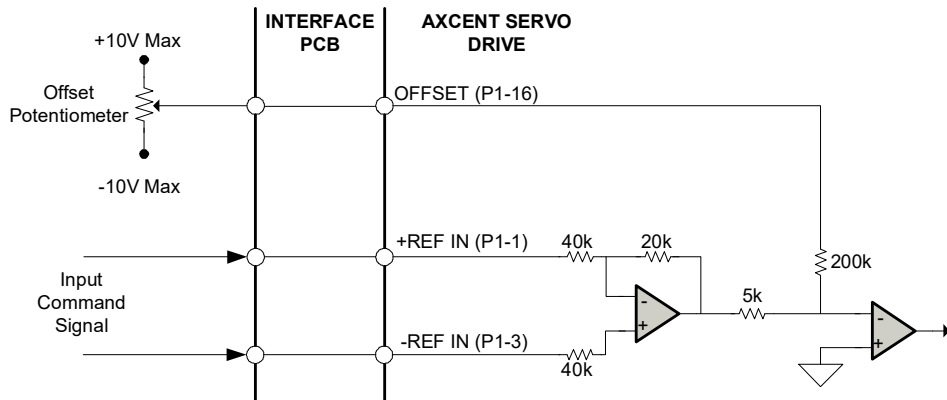 INTERFACE
PCB
AXCENT SERVO
DRIVE
+10V Max
Offset
Potentiometer
-10V Max
OFFSET (P1-16)
+REF IN (P1-1)
40k
20k
200k
Input
Command
Signal
5k
-
+
-
+
-REF IN (P1-3)
40k